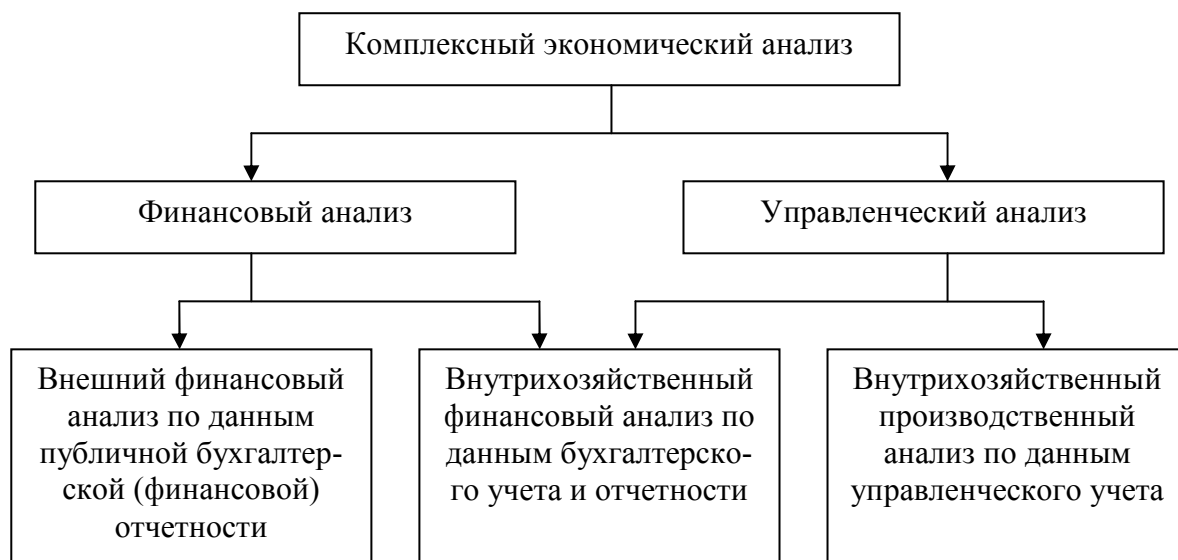 Комплексный экономический анализ
Финансовый анализ
Управленческий анализ
Внешний финансовый
анализ по данным
публичной бухгалтер-
ской (финансовой)
отчетности
Внутрихозяйственный
финансовый анализ по
данным бухгалтерско-
го учета и отчетности
Внутрихозяйственный
производственный
анализ по данным
управленческого учета